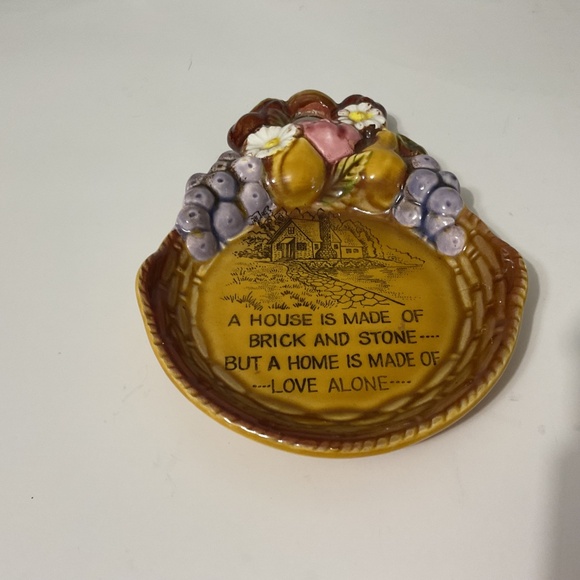 A HOUSE IS MADE OF
BRICK AND STONE----
BUT A HOME IS MADE OF
----LOVE ALONE----